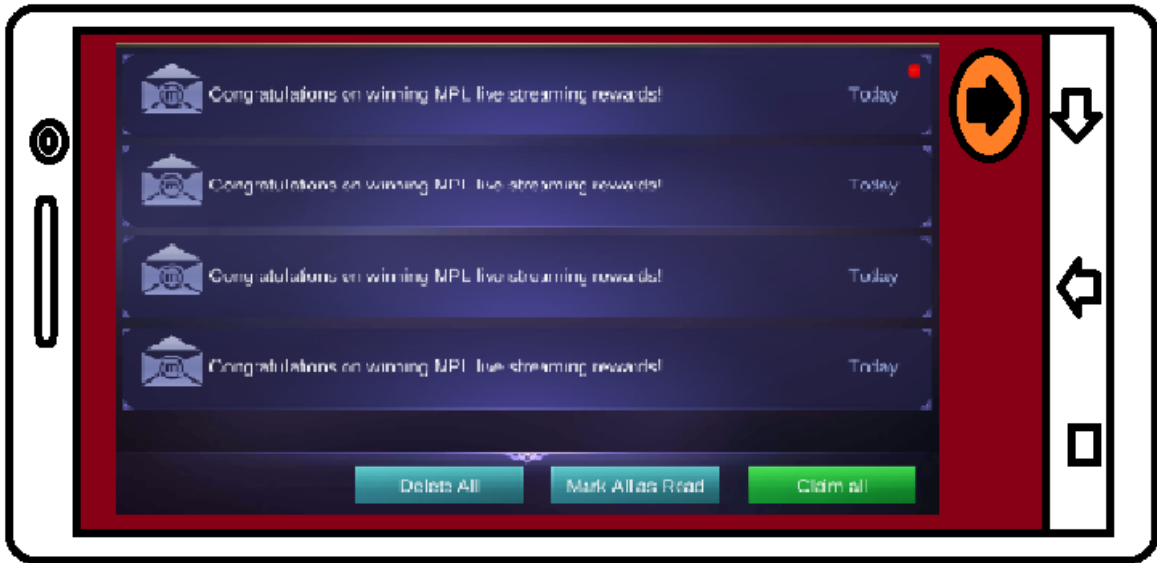 Congratulations on winning MPL live streaming rewards!
Today
Congratulations on winning MPL live streaming rewards!
Today
Congratulations on winning MPL live streaming rewards!
Today
Congratulations on winning MPL live streaming rewards!
Today
Delete All
Mark All as Read
Claim all